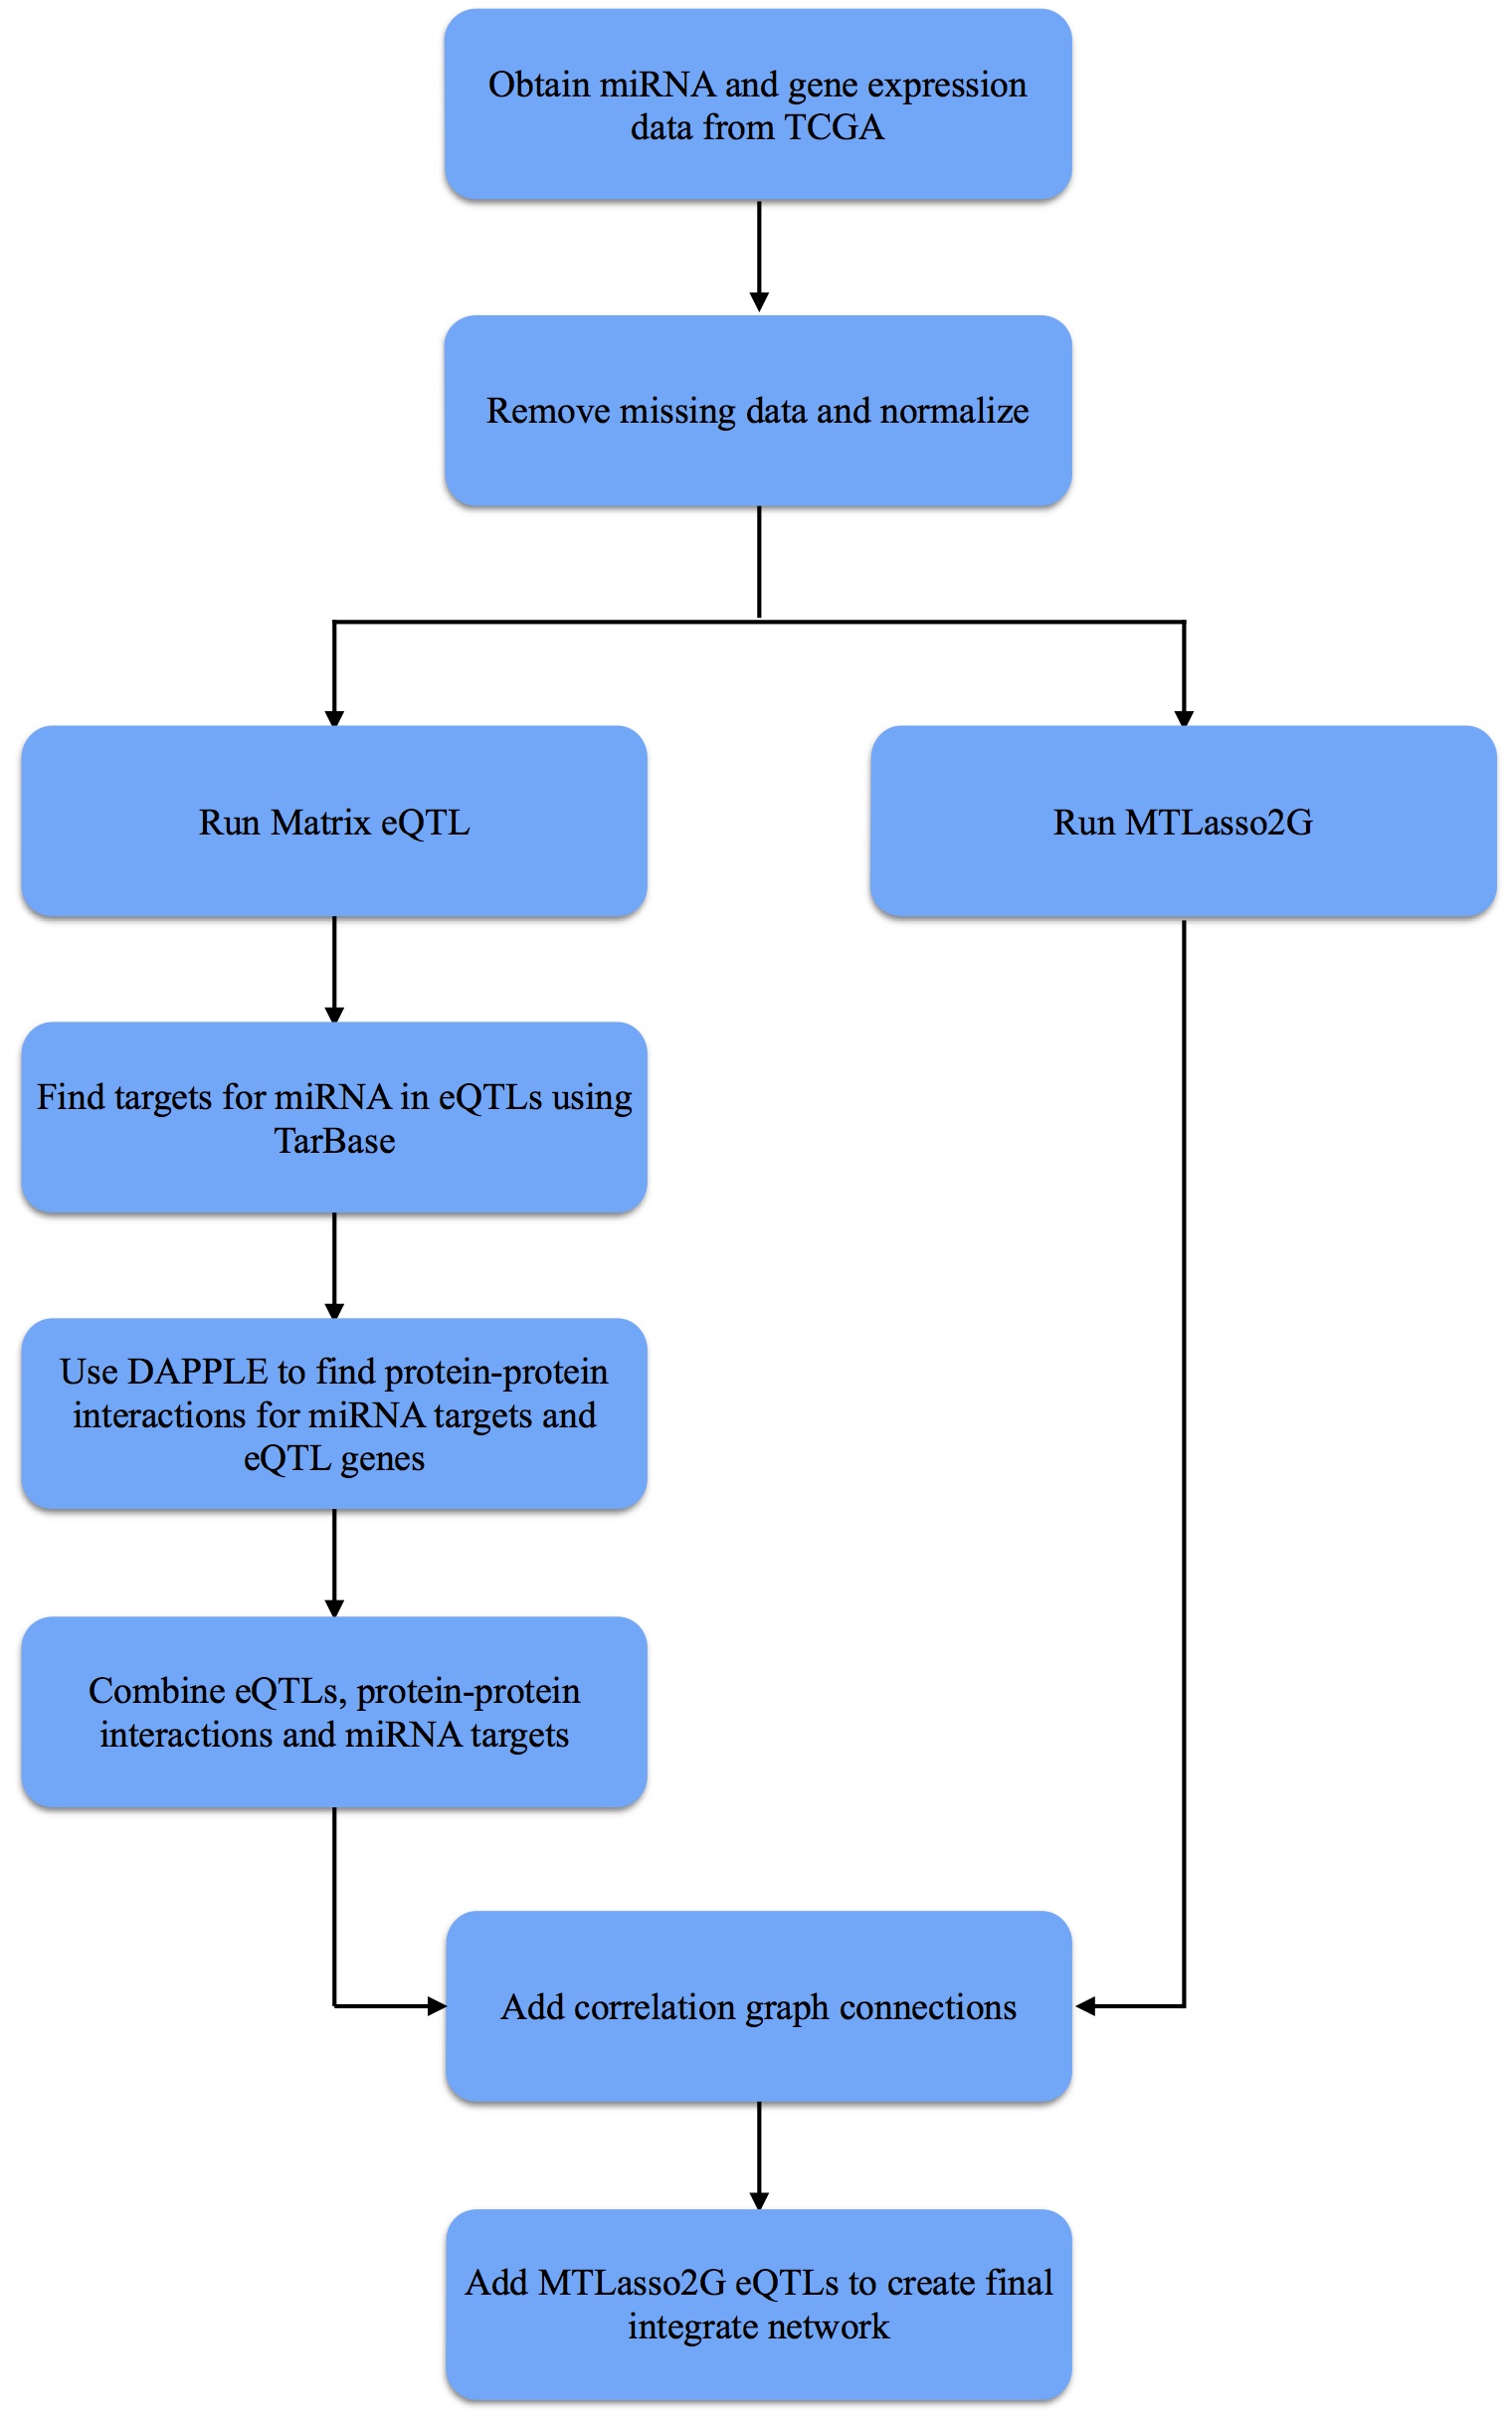 Obtain miRNA and gene expression
data from TCGA
Remove missing data and normalize
Run Matrix eQTL
Run MTLasso2G
Find targets for miRNA in eQTLs using
TarBase
Use DAPPLE to find protein-protein
interactions for miRNA targets and
eQTL genes
Combine eQTLs, protein-protein
interactions and miRNA targets
Add correlation graph connections
Add MTLasso2G eQTLs to create final
integrate network